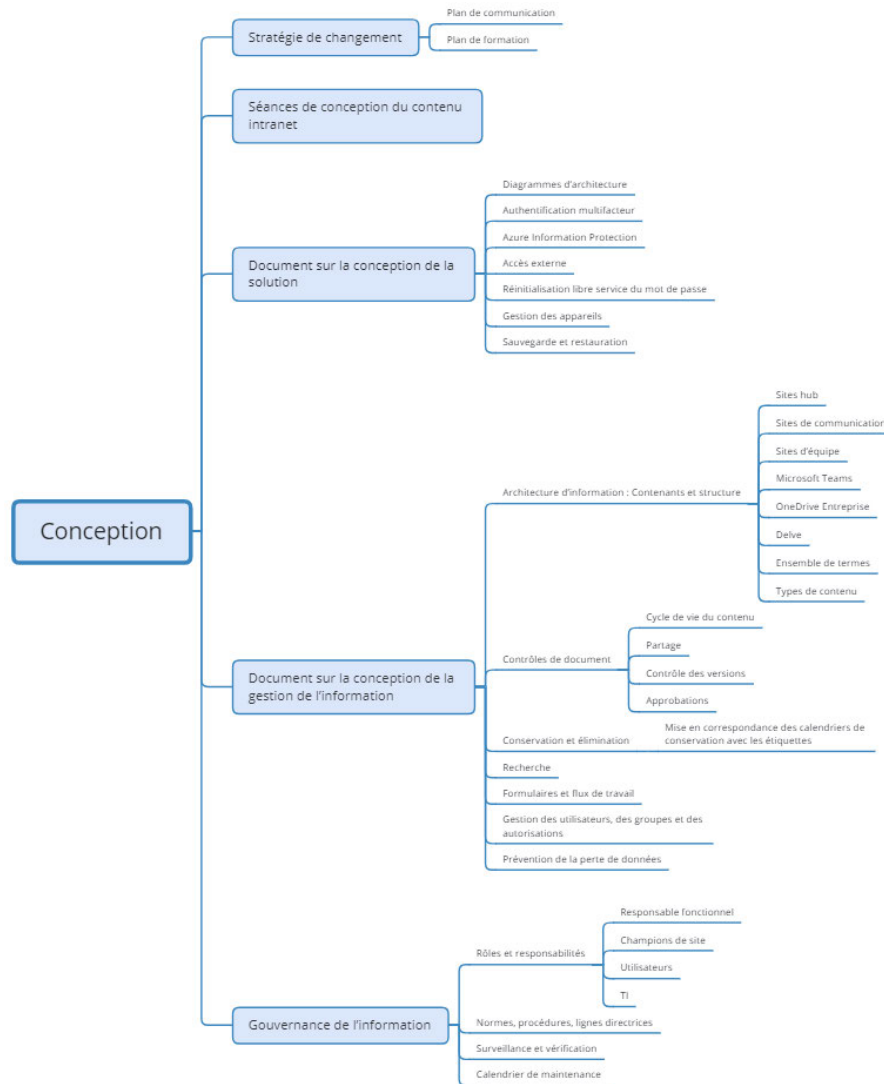 Conception
Stratégie de changement
Plan de communication
Plan de formation
Séances de conception du contenu
intranet
Document sur la conception de la
solution
Diagrammes d'architecture
Authentification multifacteur
Azure Information Protection
Accès externe
Réinitialisation libre service du mot de passe
Gestion des appareils
Sauvegarde et restauration
Document sur la conception de la
gestion de l'information
Architecture d'information : Contenants et structure
Sites hub
Sites de communication
Sites d'équipe
Microsoft Teams
OneDrive Entreprise
Delve
Ensemble de termes
Types de contenu
Contrôles de document
Cycle de vie du contenu
Partage
Contrôle des versions
Approbations
Conservation et élimination
Mise en correspondance des calendriers de
conservation avec les étiquettes
Recherche
Formulaires et flux de travail
Gestion des utilisateurs, des groupes et des
autorisations
Prévention de la perte de données
Gouvernance de l'information
Rôles et responsabilités
Responsable fonctionnel
Champions de site
Utilisateurs
TI
Normes, procédures, lignes directrices
Surveillance et vérification
Calendrier de maintenance